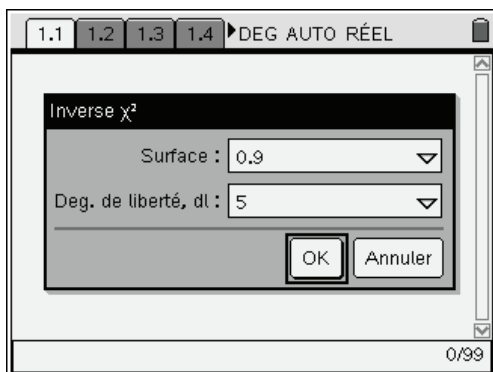 1.1 1.2 1.3 1.4 DEG AUTO RÉEL
Inverse χ²
Surface : 0.9
Deg. de liberté, dl : 5
OK Annuler
0/99